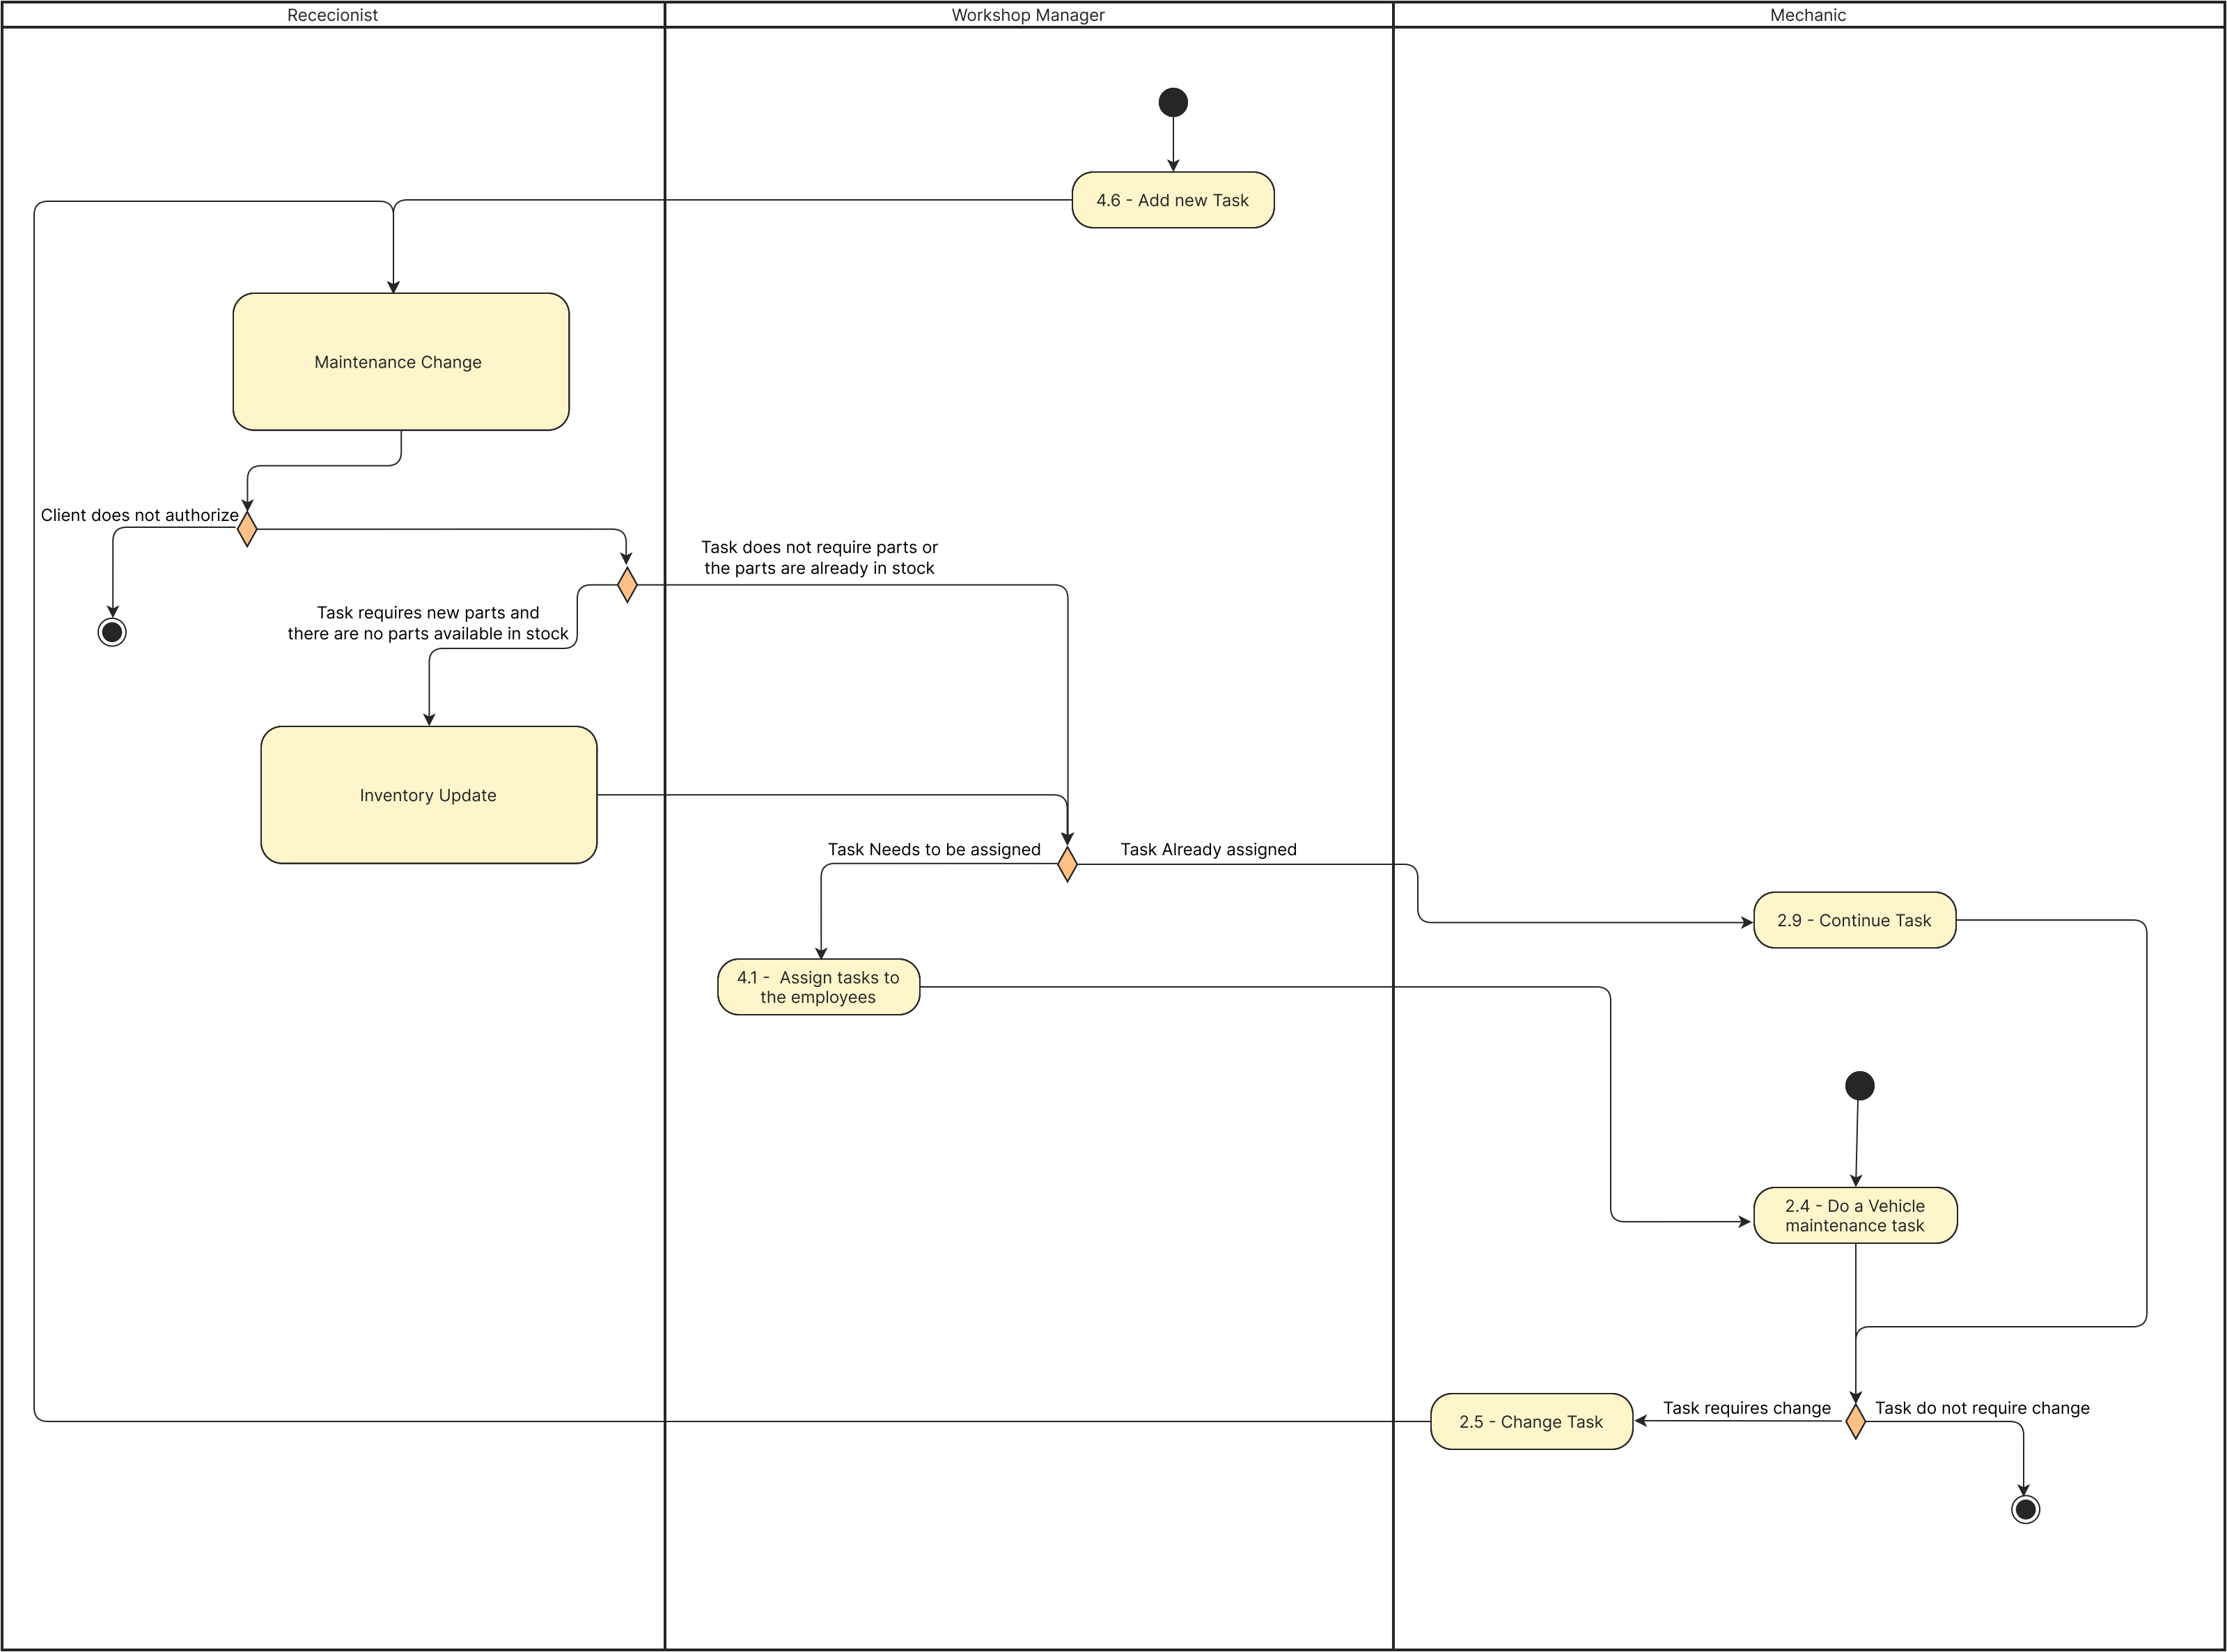 Rececionist
Workshop Manager
Mechanic
4.6 - Add new Task
Maintenance Change
Client does not authorize
Task does not require parts or
the parts are already in stock
Task requires new parts and
there are no parts available in stock
Inventory Update
Task Needs to be assigned
Task Already assigned
2.9 - Continue Task
4.1 - Assign tasks to
the employees
2.4 - Do a Vehicle
maintenance task
2.5 - Change Task
Task requires change
Task do not require change